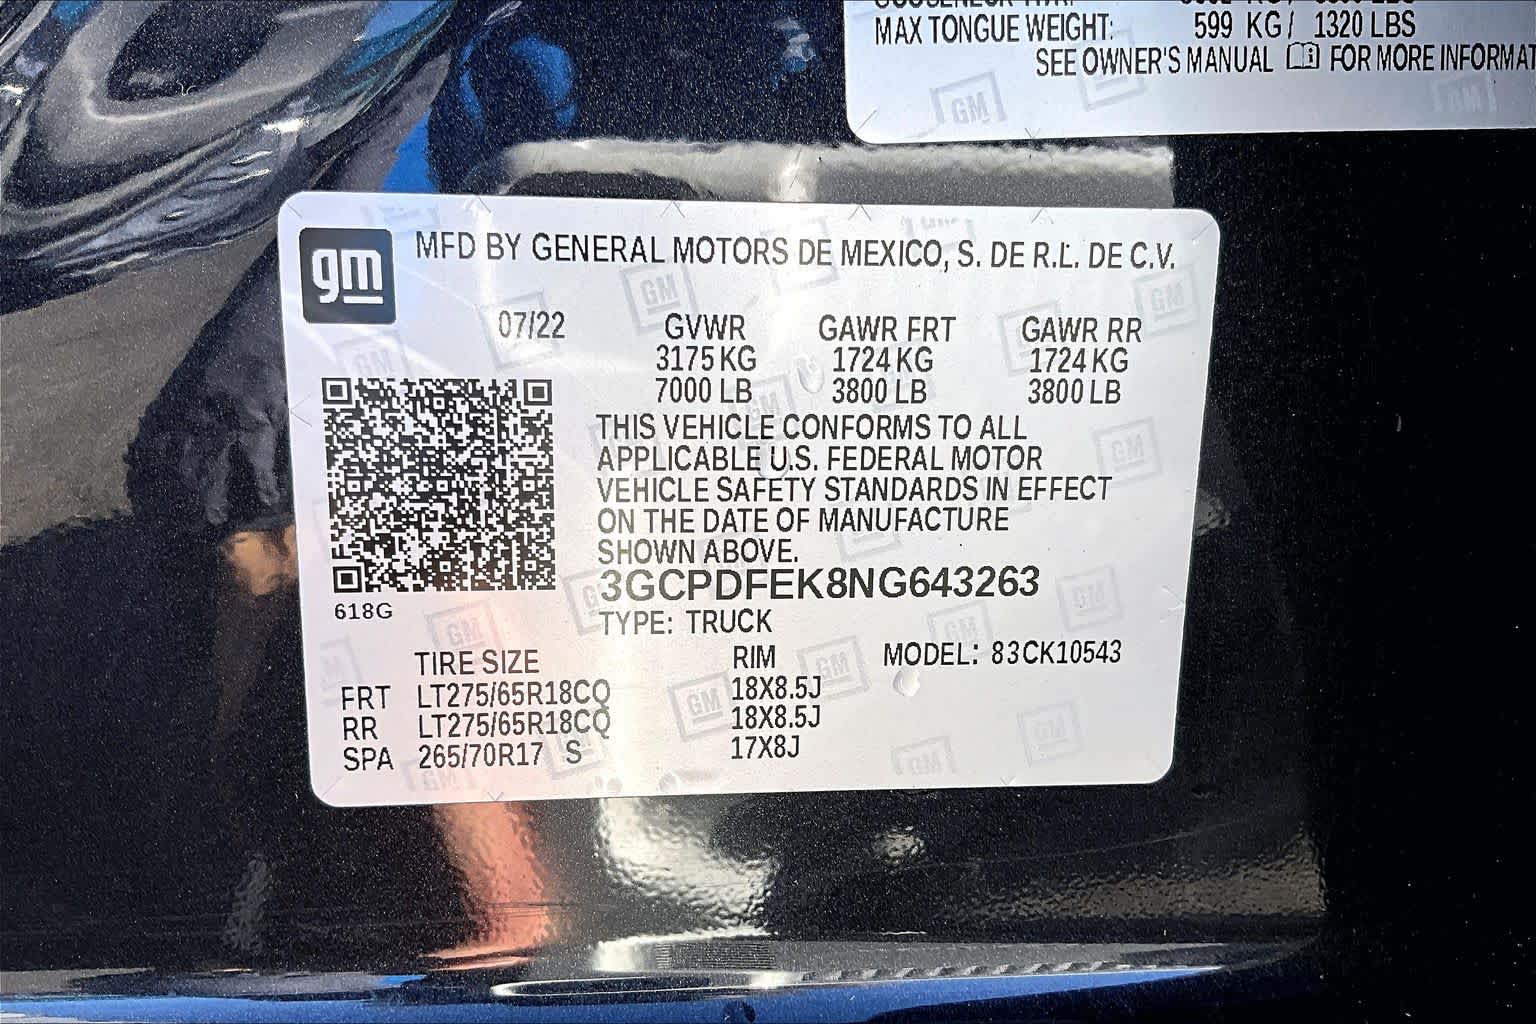 MAX TONGUE WEIGHT: 599 KG / 1320 LBS
SEE OWNER'S MANUAL FOR MORE
gm
MFD BY GENERAL MOTORS DE MEXICO, S. DE R.L. DE C.V.
07/22 GVWR GAWR FRT GAWR RR
3175 KG 1724 KG 1724 KG
7000 LB 3800 LB 3800 LB
THIS VEHICLE CONFORMS TO ALL
APPLICABLE U.S. FEDERAL MOTOR
VEHICLE SAFETY STANDARDS IN EFFECT
ON THE DATE OF MANUFACTURE
SHOWN ABOVE.
3GCPDFEK8NG643263
618G
TYPE: TRUCK
TIRE SIZE RIM MODEL: 83CK10543
FRT LT275/65R18CQ 18X8.5J
RR LT275/65R18CQ 18X8.5J
SPA 265/70R17 S 17X8J